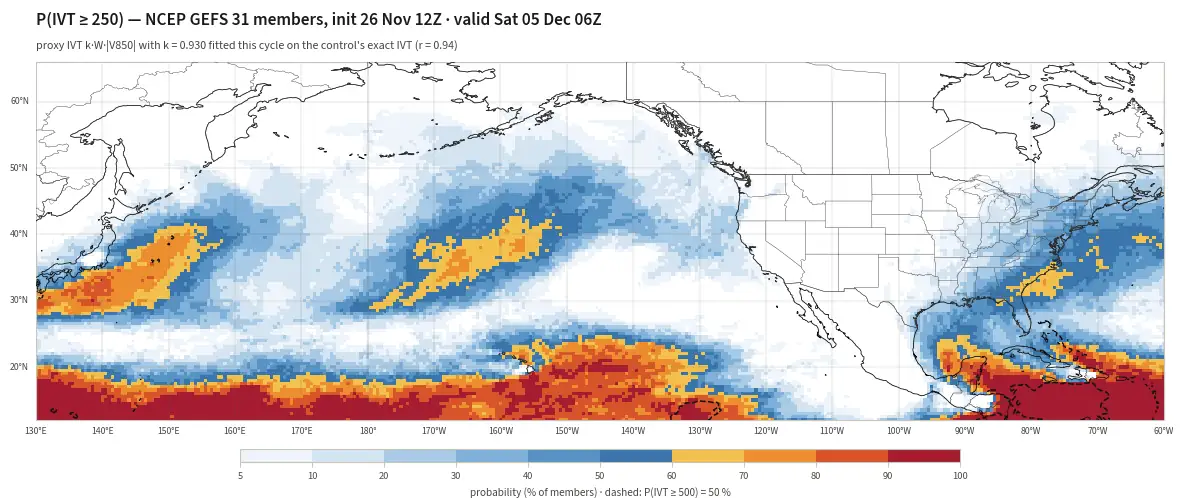 P(IVT ≥ 250) — NCEP GEFS 31 members, init 26 Nov 12Z · valid Sat 05 Dec 06Z
proxy IVT k·W·|V850| with k = 0.930 fitted this cycle on the control's exact IVT (r = 0.94)
60°N
50°N
40°N
30°N
20°N
130°E 140°E 150°E 160°E 170°E 180° 170°W 160°W 150°W 140°W 130°W 120°W 110°W 100°W 90°W 80°W 70°W 60°W
5 10 20 30 40 50 60 70 80 90 100
probability (% of members) · dashed: P(IVT ≥ 500) = 50 %